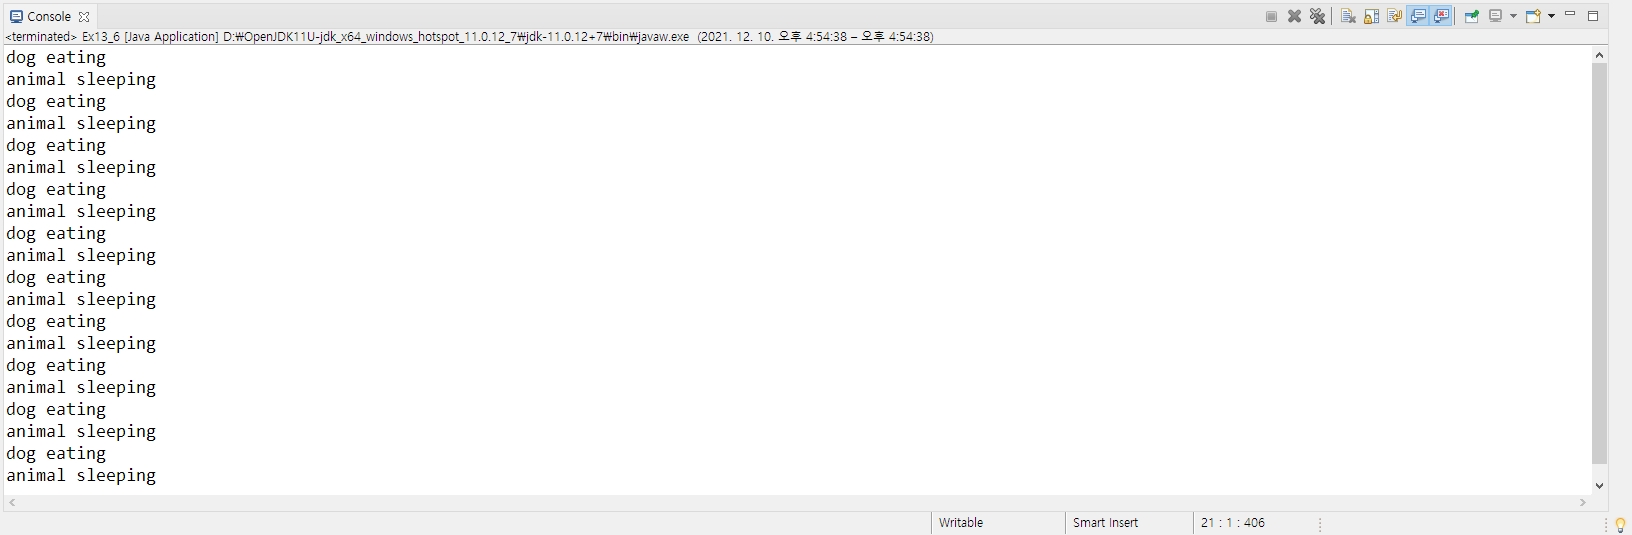 Console
<terminated> Ex13_6 [Java Application] D:₩OpenJDK11U-jdk_x64_windows_hotspot_11.0.12_7₩jdk-11.0.12+7₩bin₩javaw.exe (2021. 12. 10. 오후 4:54:38 – 오후 4:54:38)
dog eating
animal sleeping
dog eating
animal sleeping
dog eating
animal sleeping
dog eating
animal sleeping
dog eating
animal sleeping
dog eating
animal sleeping
dog eating
animal sleeping
dog eating
animal sleeping
dog eating
animal sleeping
dog eating
animal sleeping
Writable Smart Insert 21 : 1 : 406